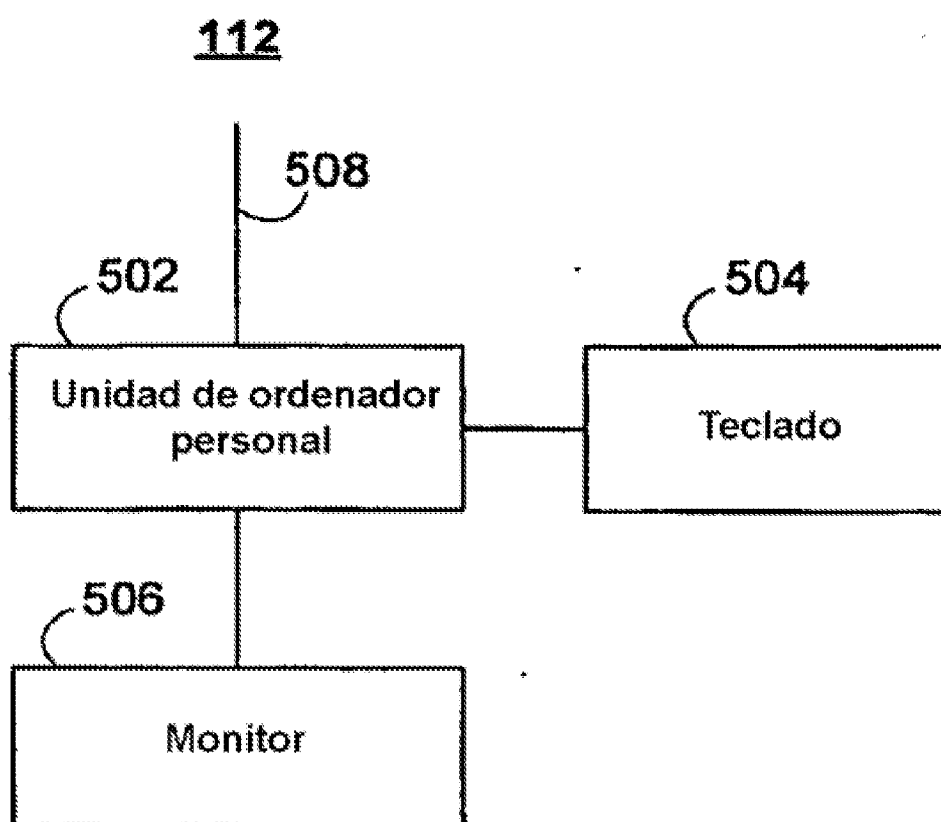 112
508
502
504
Unidad de ordenador
personal
Teclado
506
Monitor